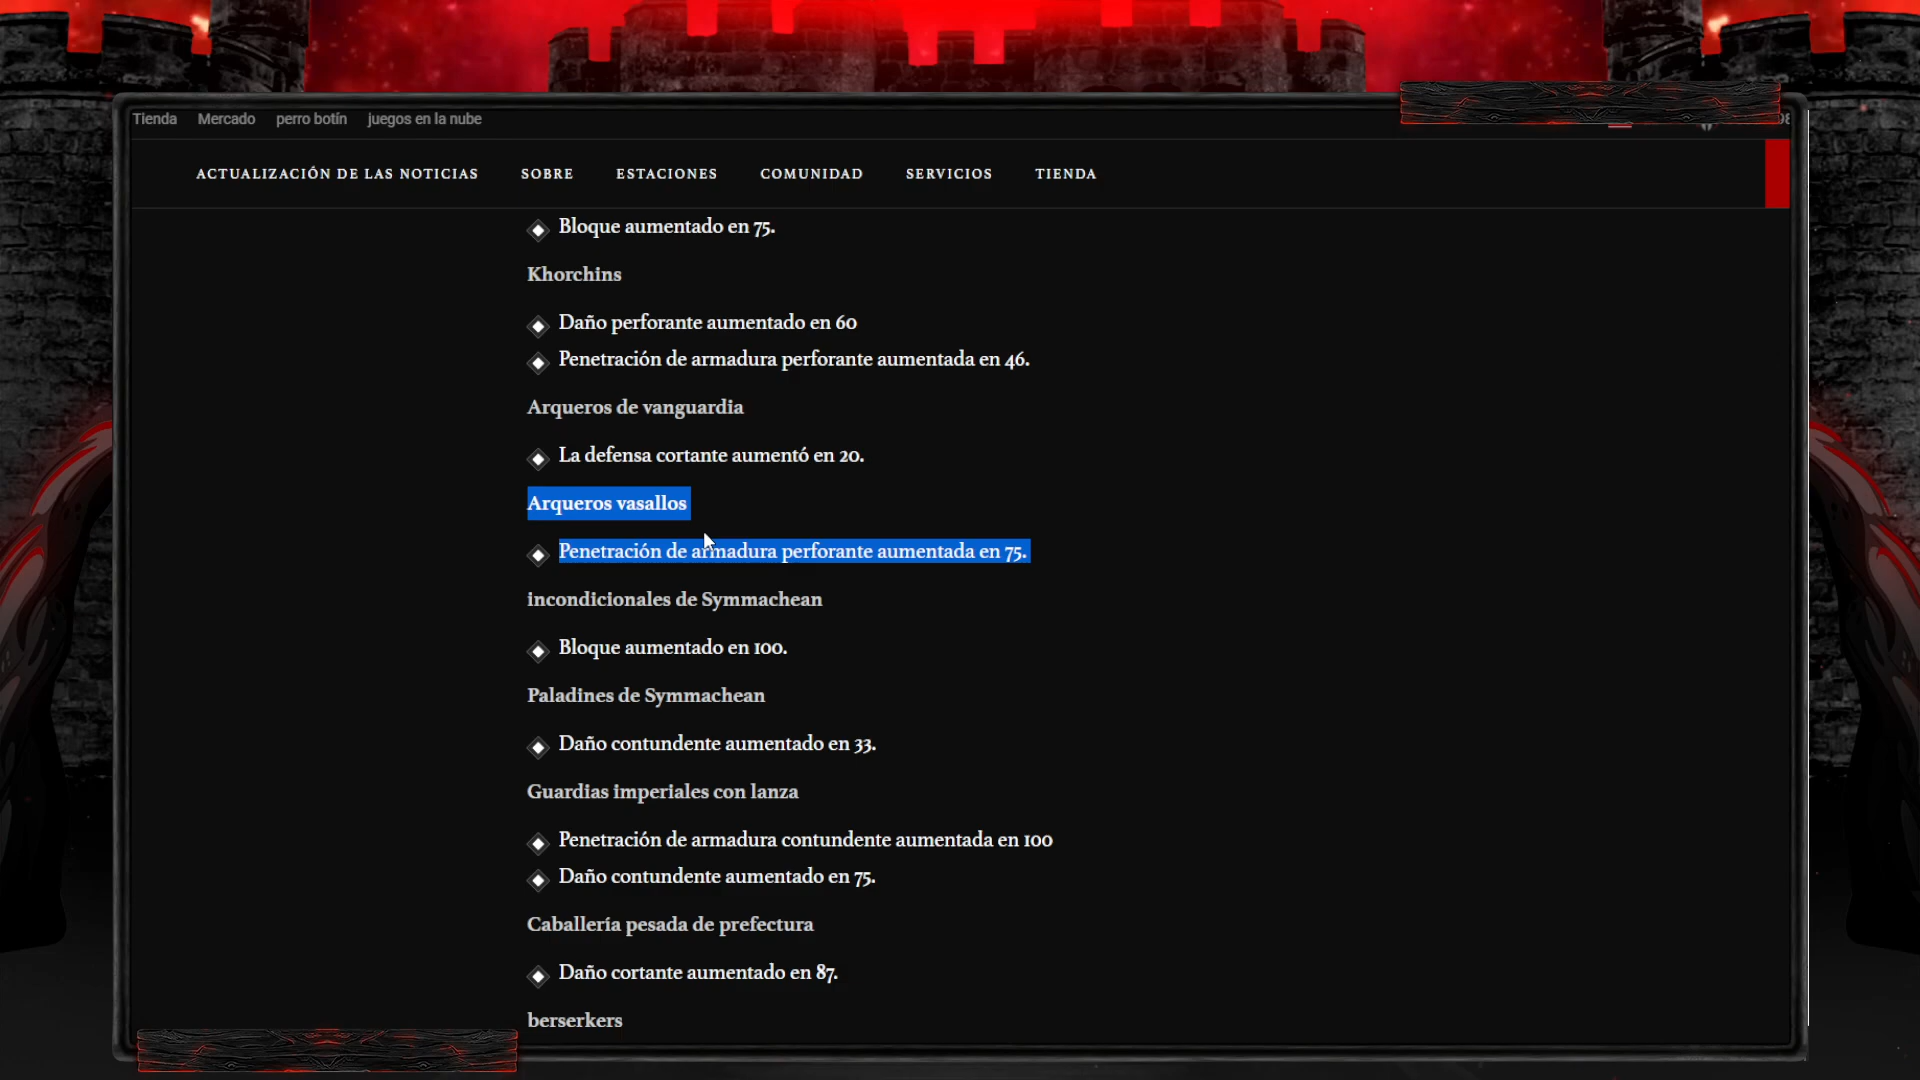 Tienda Mercado perro botín juegos en la nube
ACTUALIZACIÓN DE LAS NOTICIAS SOBRE ESTACIONES COMUNIDAD SERVICIOS TIENDA
Bloque aumentado en 75.
Khorchins
Daño perforante aumentado en 60
Penetración de armadura perforante aumentada en 46.
Arqueros de vanguardia
La defensa cortante aumentó en 20.
Arqueros vasallos
Penetración de armadura perforante aumentada en 75.
incondicionales de Symmachean
Bloque aumentado en 100.
Paladines de Symmachean
Daño contundente aumentado en 33.
Guardias imperiales con lanza
Penetración de armadura contundente aumentada en 100
Daño contundente aumentado en 75.
Caballería pesada de prefectura
Daño cortante aumentado en 87.
berserkers